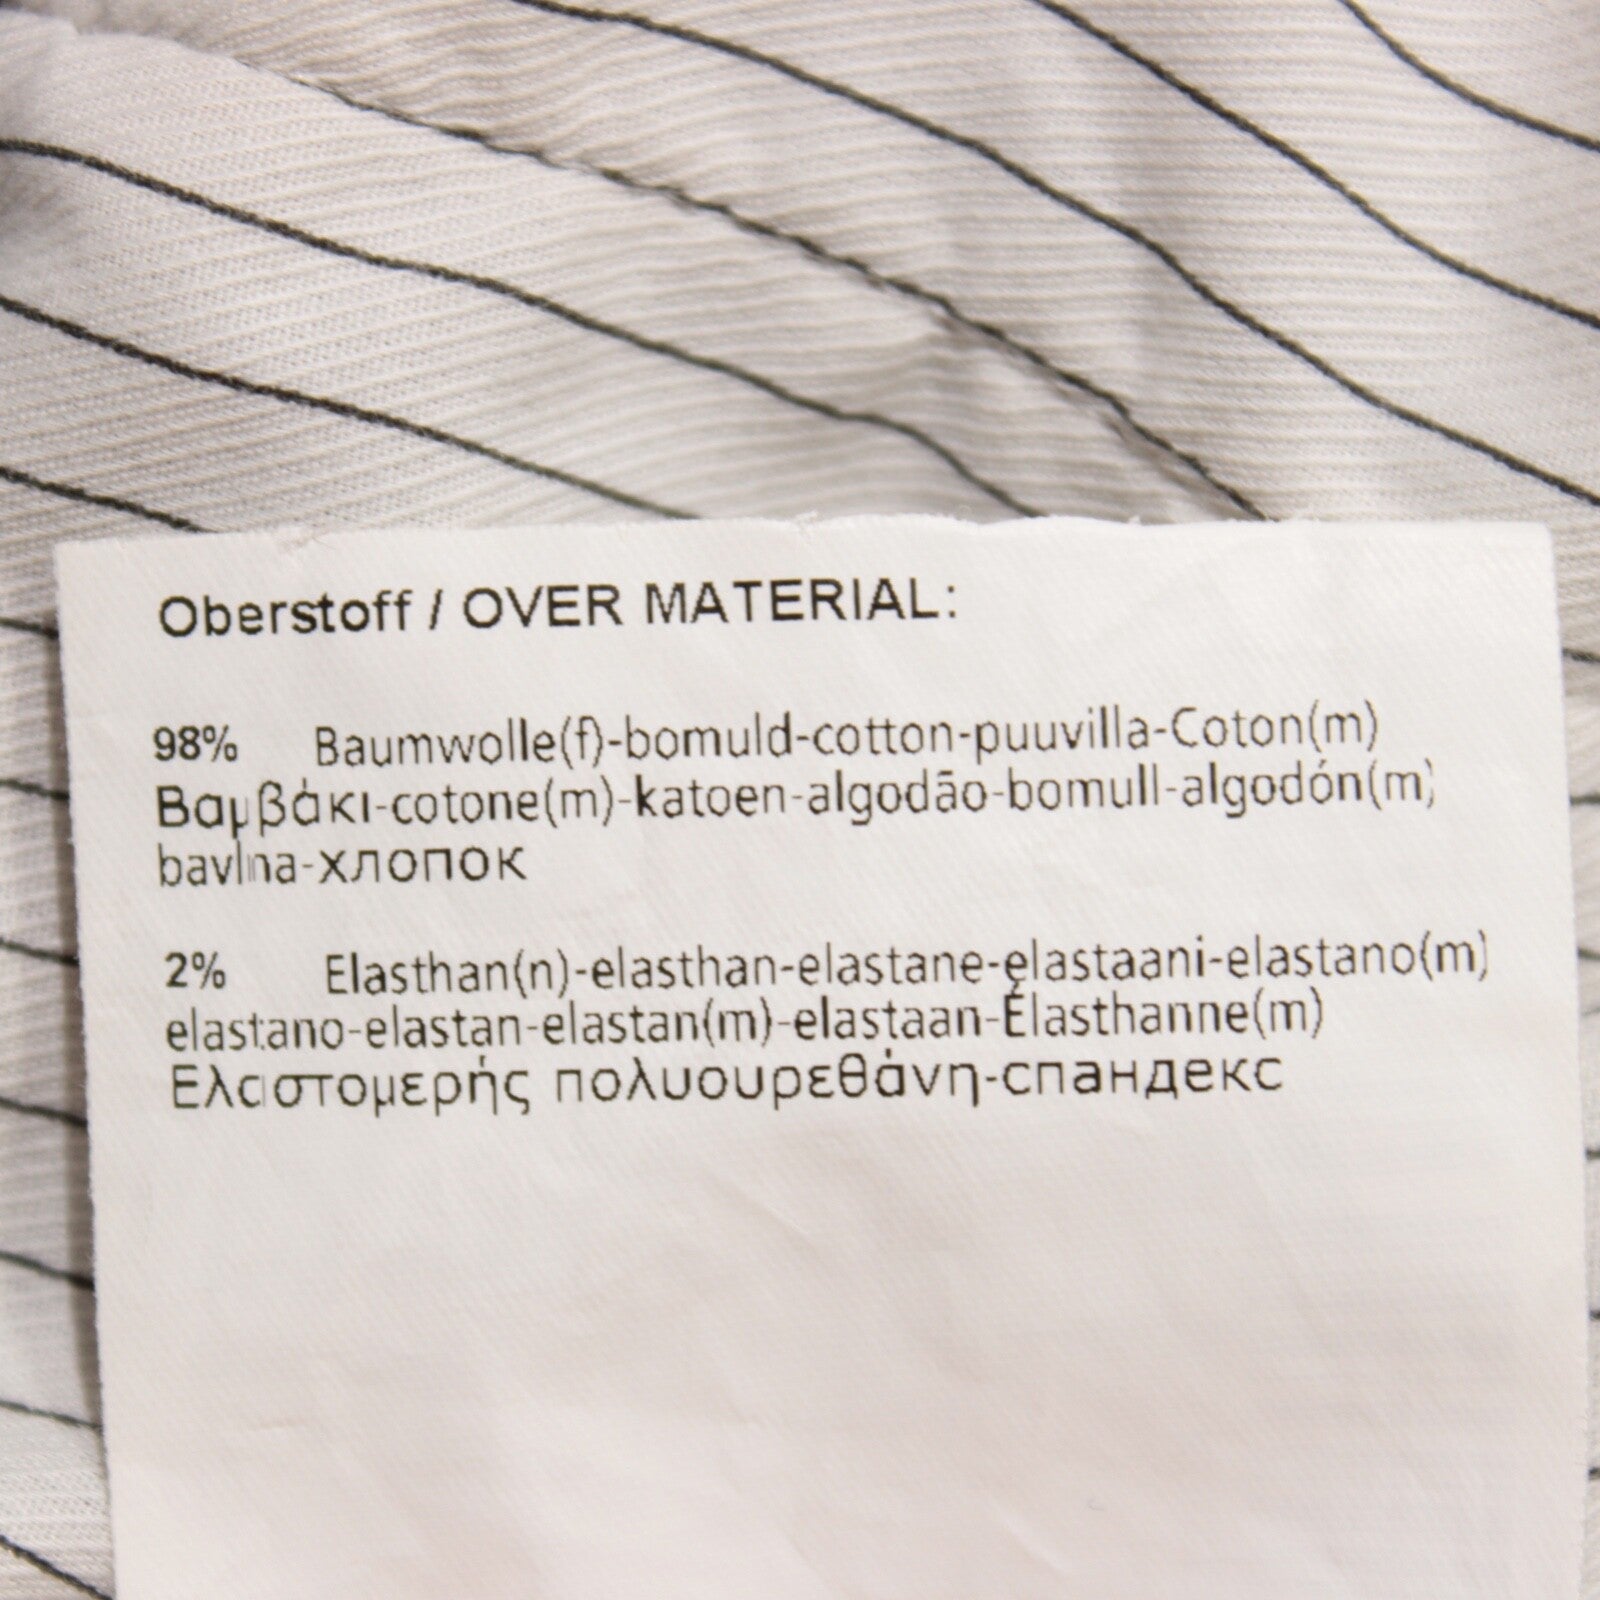 Oberstoff / OVER MATERIAL:
98% Baumwolle(f)-bomuld-cotton-puuvilla-Coton(m)
Βαμβάκι-cotone(m)-katoen-algodão-bomull-algodón(m)
bavlna-хлопок
2% Elasthan(n)-elasthan-elastane-elastaani-elastano(m)
elastano-elastan-elastan(m)-elastaan-Élasthanne(m)
Ελαστομερής πολυουρεθάνη-спандекс